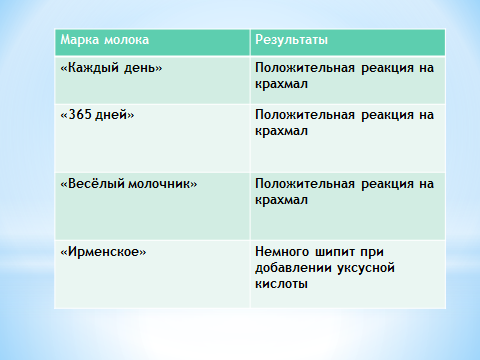 Марка молока
Результаты
«Каждый день»
Положительная реакция на
крахмал
«365 дней»
Положительная реакция на
крахмал
«Весёлый молочник»
Положительная реакция на
крахмал
«Ирменское»
Немного шипит при
добавлении уксусной
кислоты